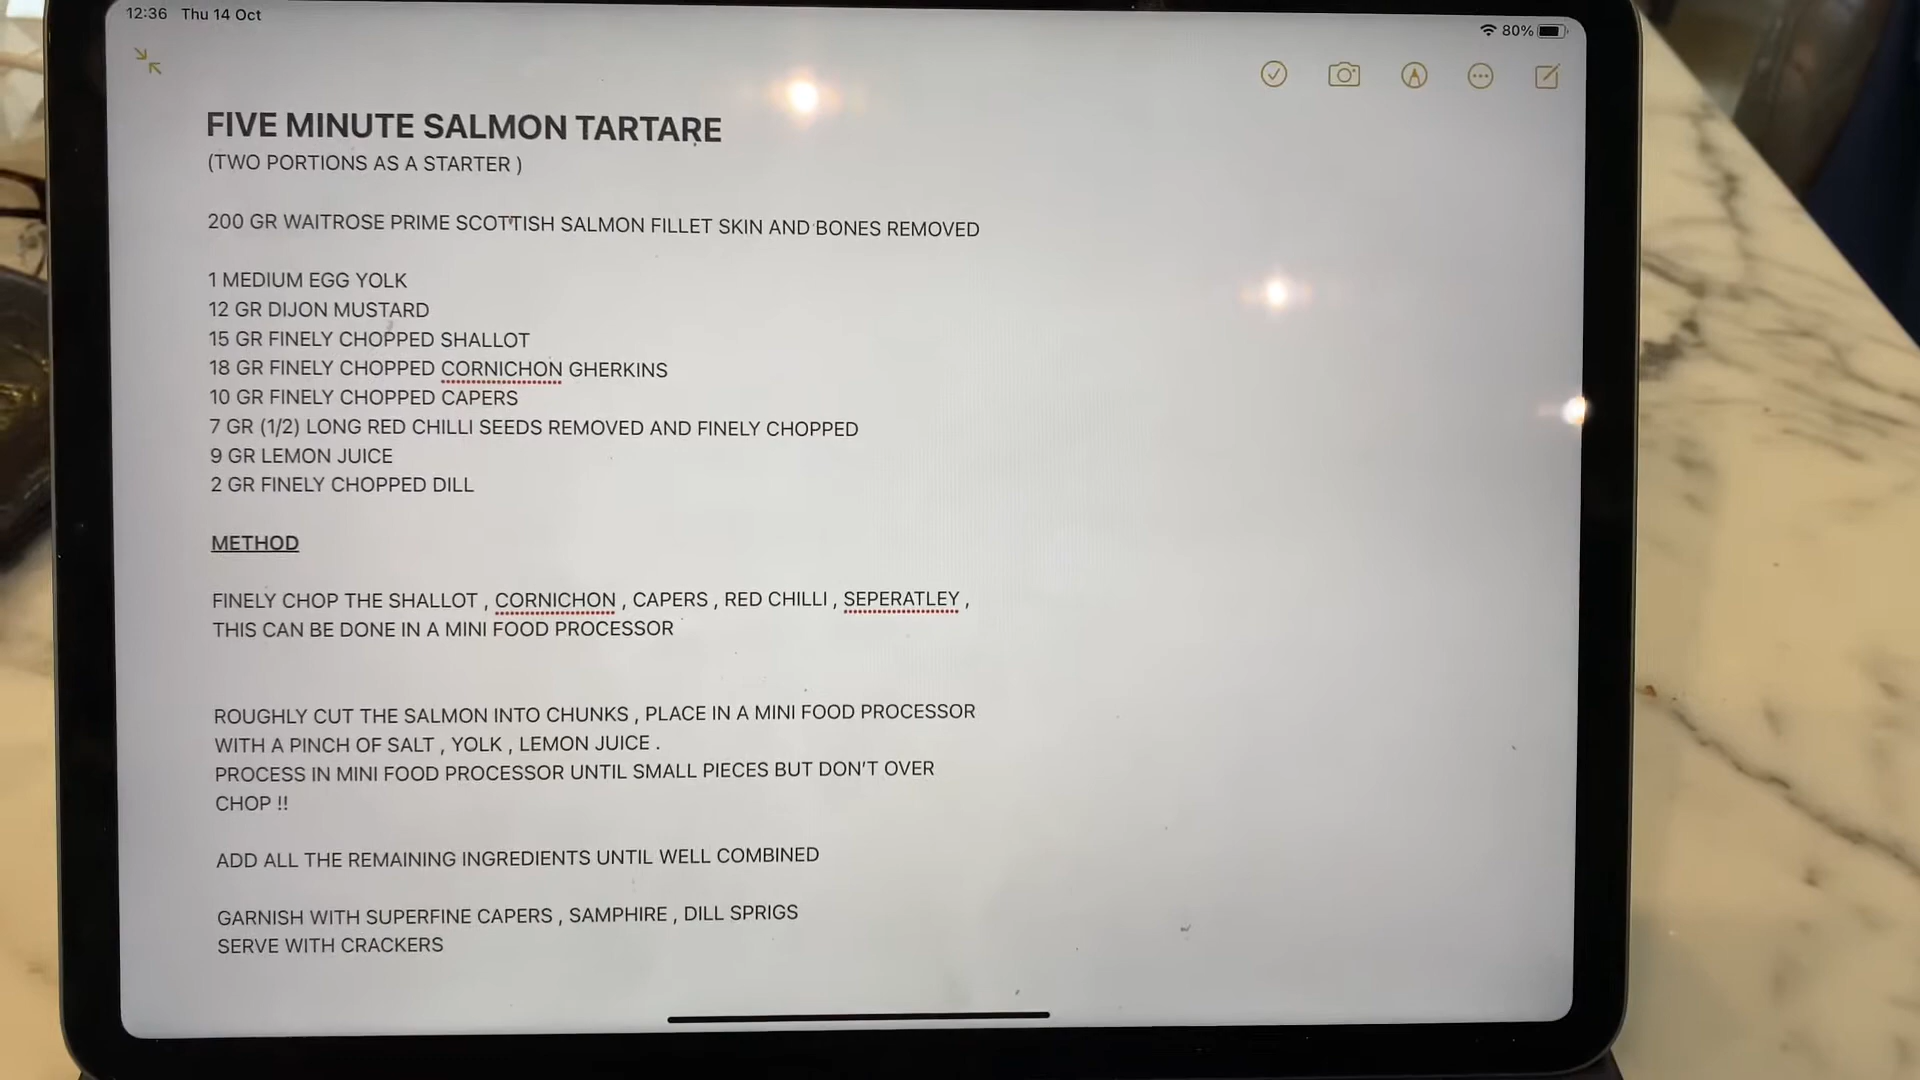 12:36 Thu 14 Oct
80%
FIVE MINUTE SALMON TARTARE
(TWO PORTIONS AS A STARTER )
200 GR WAITROSE PRIME SCOTTISH SALMON FILLET SKIN AND BONES REMOVED
1 MEDIUM EGG YOLK
12 GR DIJON MUSTARD
15 GR FINELY CHOPPED SHALLOT
18 GR FINELY CHOPPED CORNICHON GHERKINS
10 GR FINELY CHOPPED CAPERS
7 GR (1/2) LONG RED CHILLI SEEDS REMOVED AND FINELY CHOPPED
9 GR LEMON JUICE
2 GR FINELY CHOPPED DILL
METHOD
FINELY CHOP THE SHALLOT , CORNICHON , CAPERS , RED CHILLI , SEPERATLEY ,
THIS CAN BE DONE IN A MINI FOOD PROCESSOR
ROUGHLY CUT THE SALMON INTO CHUNKS , PLACE IN A MINI FOOD PROCESSOR
WITH A PINCH OF SALT , YOLK , LEMON JUICE .
PROCESS IN MINI FOOD PROCESSOR UNTIL SMALL PIECES BUT DON'T OVER
CHOP !!
ADD ALL THE REMAINING INGREDIENTS UNTIL WELL COMBINED
GARNISH WITH SUPERFINE CAPERS , SAMPHIRE , DILL SPRIGS
SERVE WITH CRACKERS